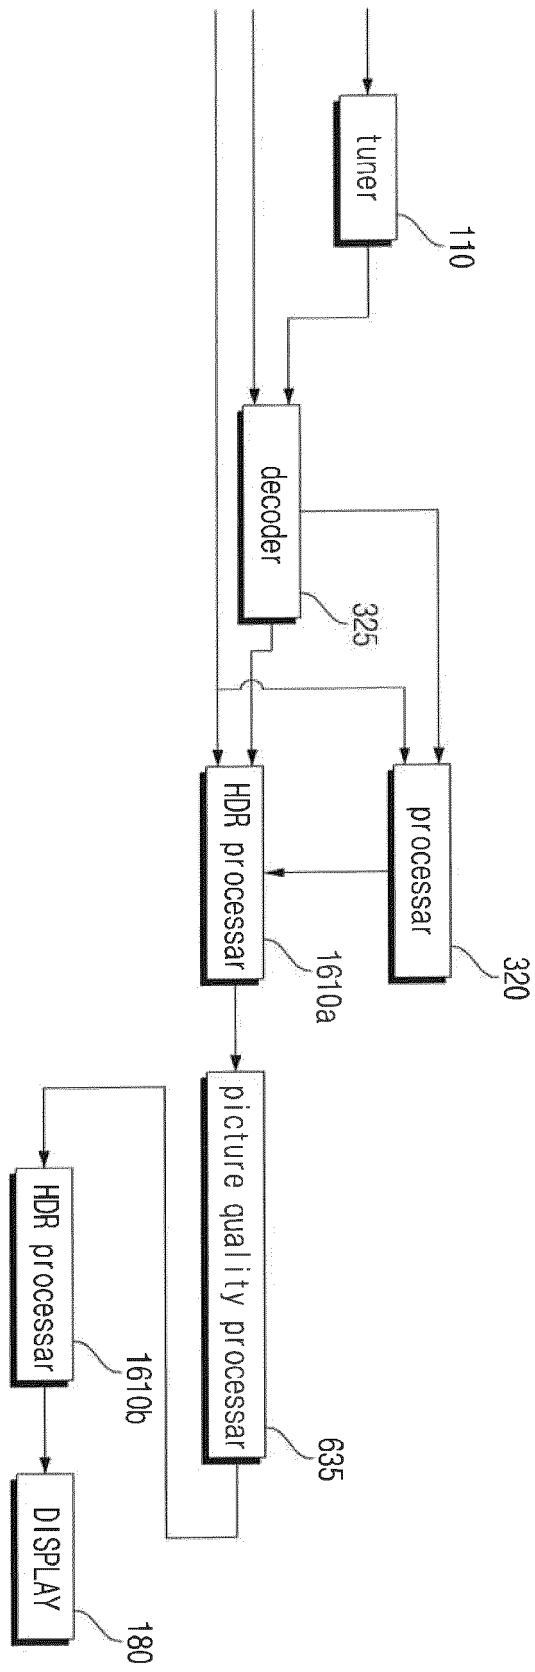 tuner
110
decoder
325
processar
320
HDR processar
1610a
picture quality processar
635
HDR processar
1610b
DISPLAY
180